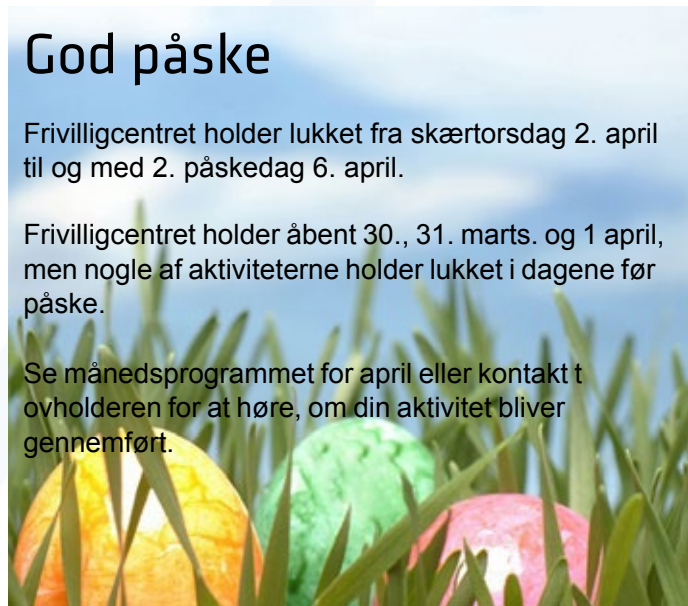 God påske
Frivilligcentret holder lukket fra skærtorsdag 2. april
til og med 2. påskedag 6. april.
Frivilligcentret holder åbent 30., 31. marts. og 1 april,
men nogle af aktiviteterne holder lukket i dagene før
påske.
Se månedsprogrammet for april eller kontakt t
ovholderen for at høre, om din aktivitet bliver
gennemført.